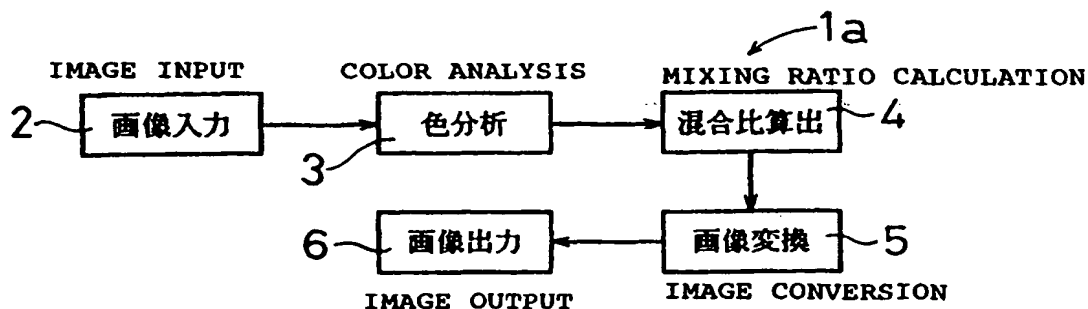 1a
IMAGE INPUT
COLOR ANALYSIS
MIXING RATIO CALCULATION
2
画像入力
3
色分析
混合比算出
4
6
画像出力
画像変換
5
IMAGE OUTPUT
IMAGE CONVERSION